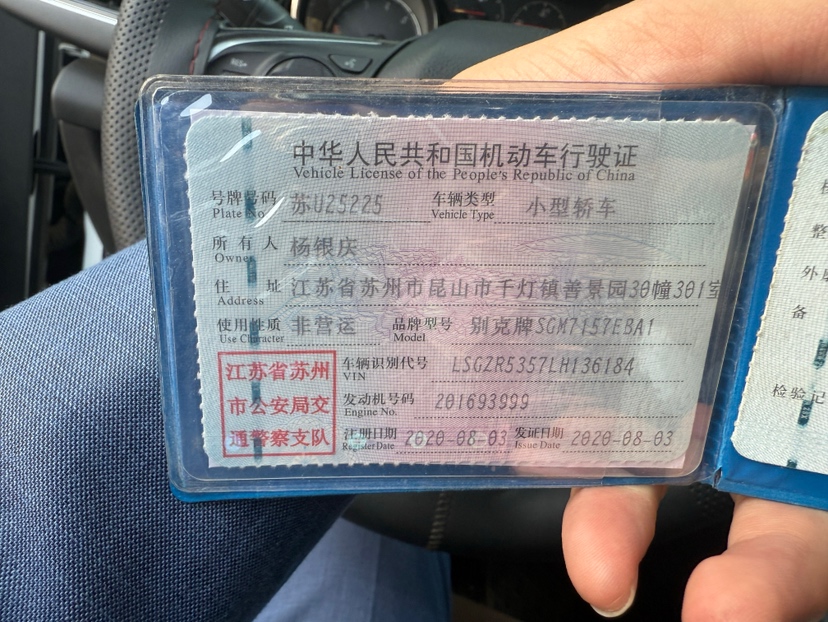 中华人民共和国机动车行驶证
Vehicle License of the People's Republic of China
号牌号码 苏U25225 车辆类型 小型轿车
Plate No. Vehicle Type
所有人 杨银庆
Owner
住址 江苏省苏州市昆山市千灯镇善景园30幢301室
Address
使用性质 非营运 品牌型号 别克牌SGM7157EBA1
Use Character Model
车辆识别代号 LSGZR5357LH136184
VIN
发动机号码 201693999
Engine No.
注册日期 2020-08-03 发证日期 2020-08-03
Register Date Issue Date
江苏省苏州
市公安局交
通警察支队
整
外
备
检验记